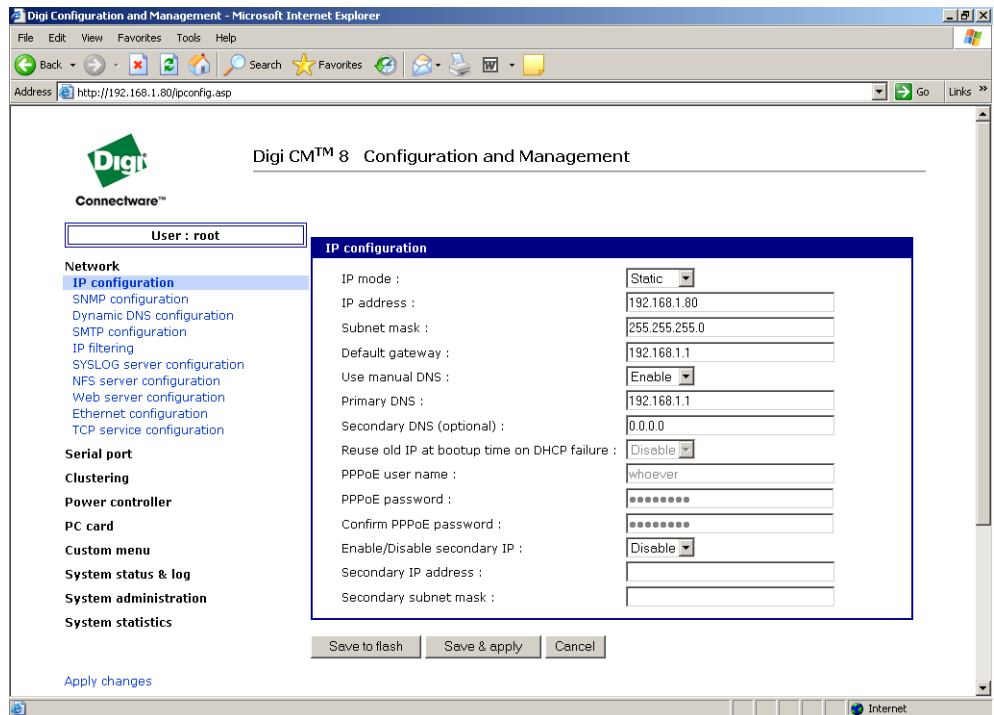 Digi Configuration and Management - Microsoft Internet Explorer
File Edit View Favorites Tools Help
Back Search Favorites
Address http://192.168.1.80/ipconfig.asp Go Links »
Digi
Connectware™
Digi CM™ 8 Configuration and Management
User : root
Network
IP configuration
SNMP configuration
Dynamic DNS configuration
SMTP configuration
IP filtering
SYSLOG server configuration
NFS server configuration
Web server configuration
Ethernet configuration
TCP service configuration
Serial port
Clustering
Power controller
PC card
Custom menu
System status & log
System administration
System statistics
Apply changes
IP configuration
IP mode : Static
IP address : 192.168.1.80
Subnet mask : 255.255.255.0
Default gateway : 192.168.1.1
Use manual DNS : Enable
Primary DNS : 192.168.1.1
Secondary DNS (optional) : 0.0.0.0
Reuse old IP at bootup time on DHCP failure : Disable
PPPoE user name : whoever
PPPoE password : ●●●●●●●●
Confirm PPPoE password : ●●●●●●●●
Enable/Disable secondary IP : Disable
Secondary IP address :
Secondary subnet mask :
Save to flash Save & apply Cancel
Internet